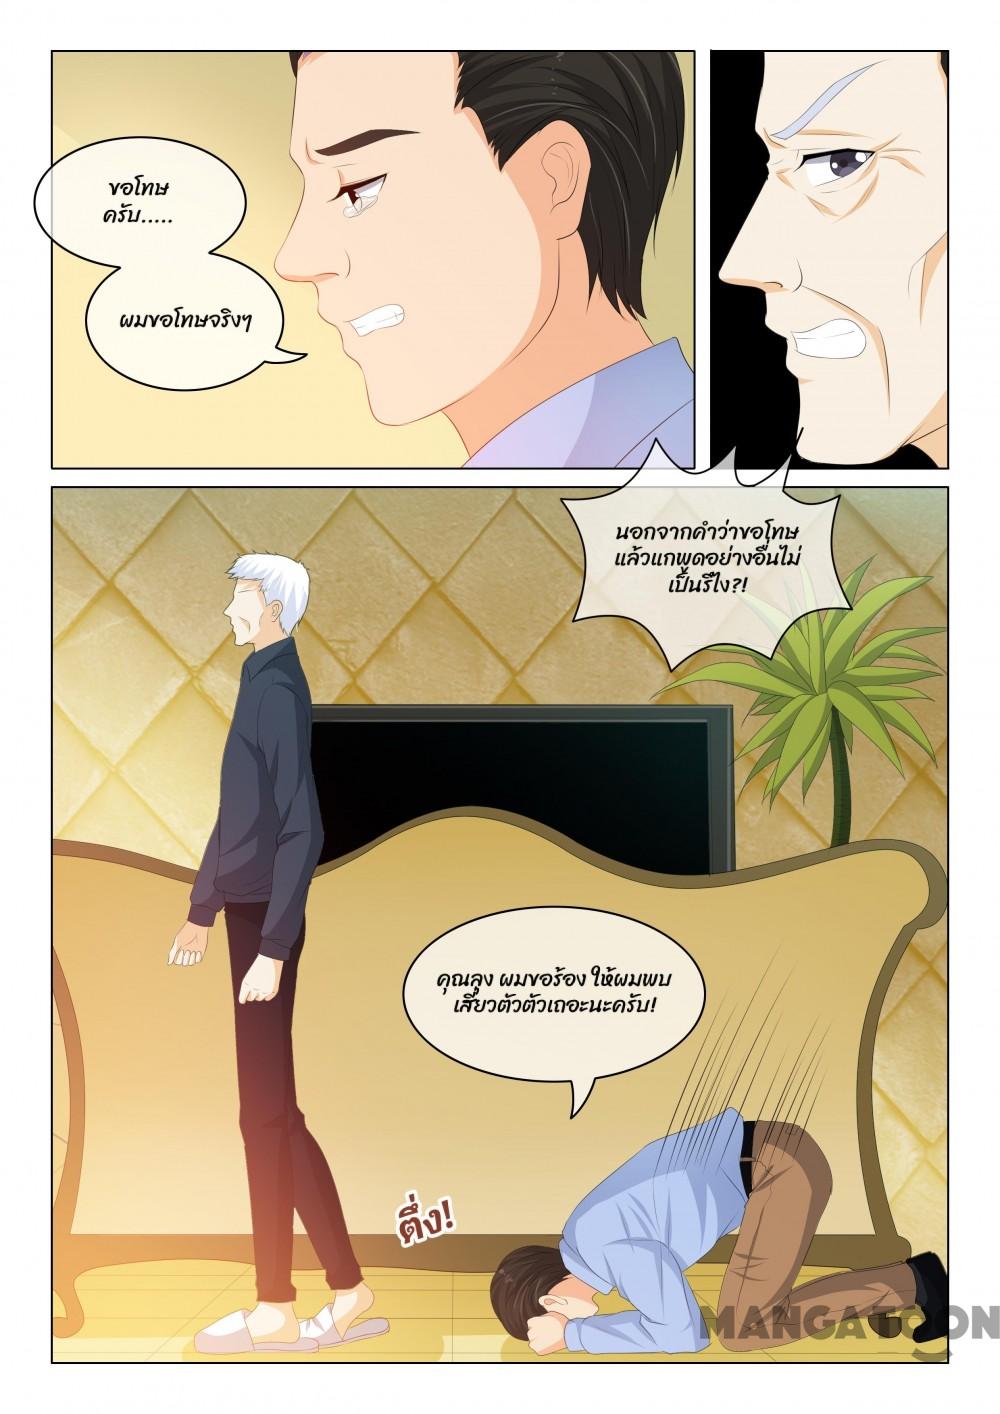 ขอโทษ
ครับ.....
ผมขอโทษจริงๆ
นอกจากคำว่าขอโทษ
แล้วแกพูดอย่างอื่นไม่
เป็นรึไง?!
คุณลุง ผมขอร้อง ให้ผมพบ
เสี่ยวตัวตัวเถอะนะครับ!
ตึ่ง!
MANGATOON